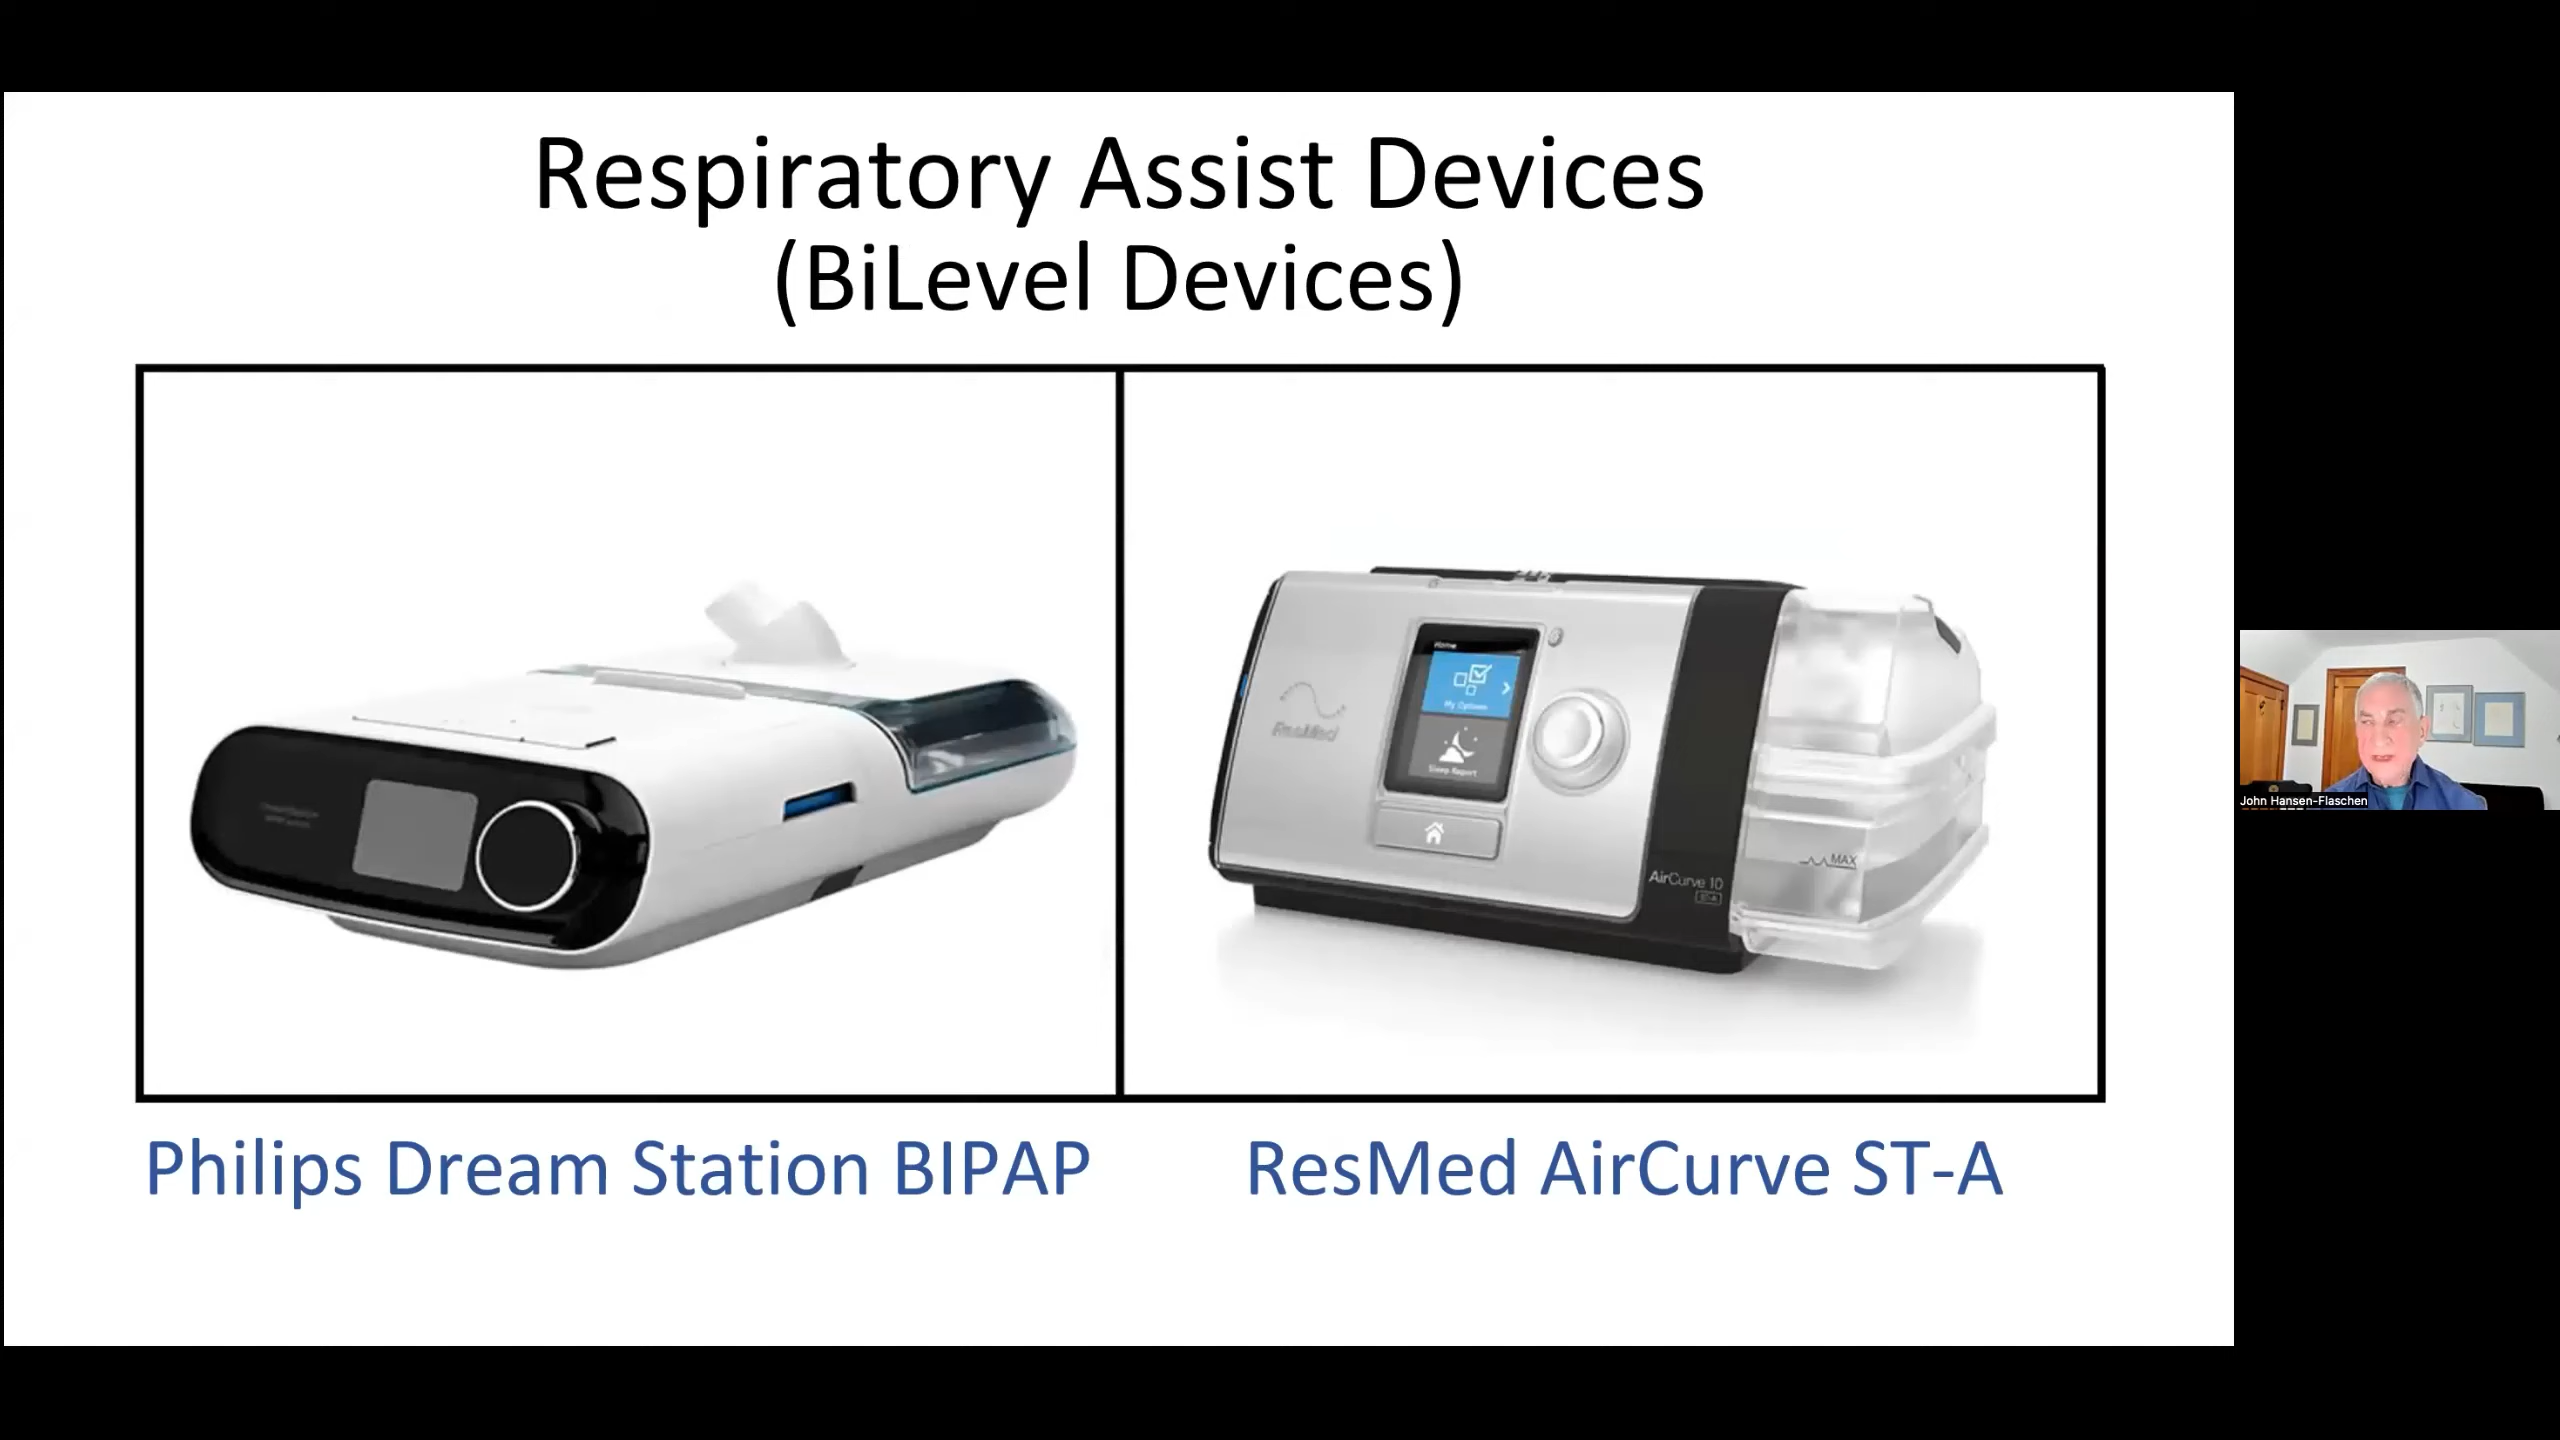 Respiratory Assist Devices
(BiLevel Devices)
Home
My Options
Sleep Report
ResMed
MAX
AirCurve 10
ST-A
Philips Dream Station BIPAP
ResMed AirCurve ST-A
John Hansen-Flaschen